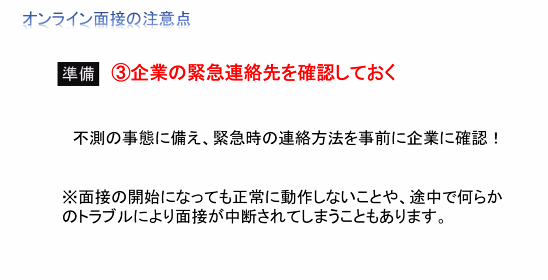 オンライン面接の注意点
準備 ③企業の緊急連絡先を確認しておく
不測の事態に備え、緊急時の連絡方法を事前に企業に確認!
※面接の開始になっても正常に動作しないことや、途中で何らか
のトラブルにより面接が中断されてしまうこともあります。